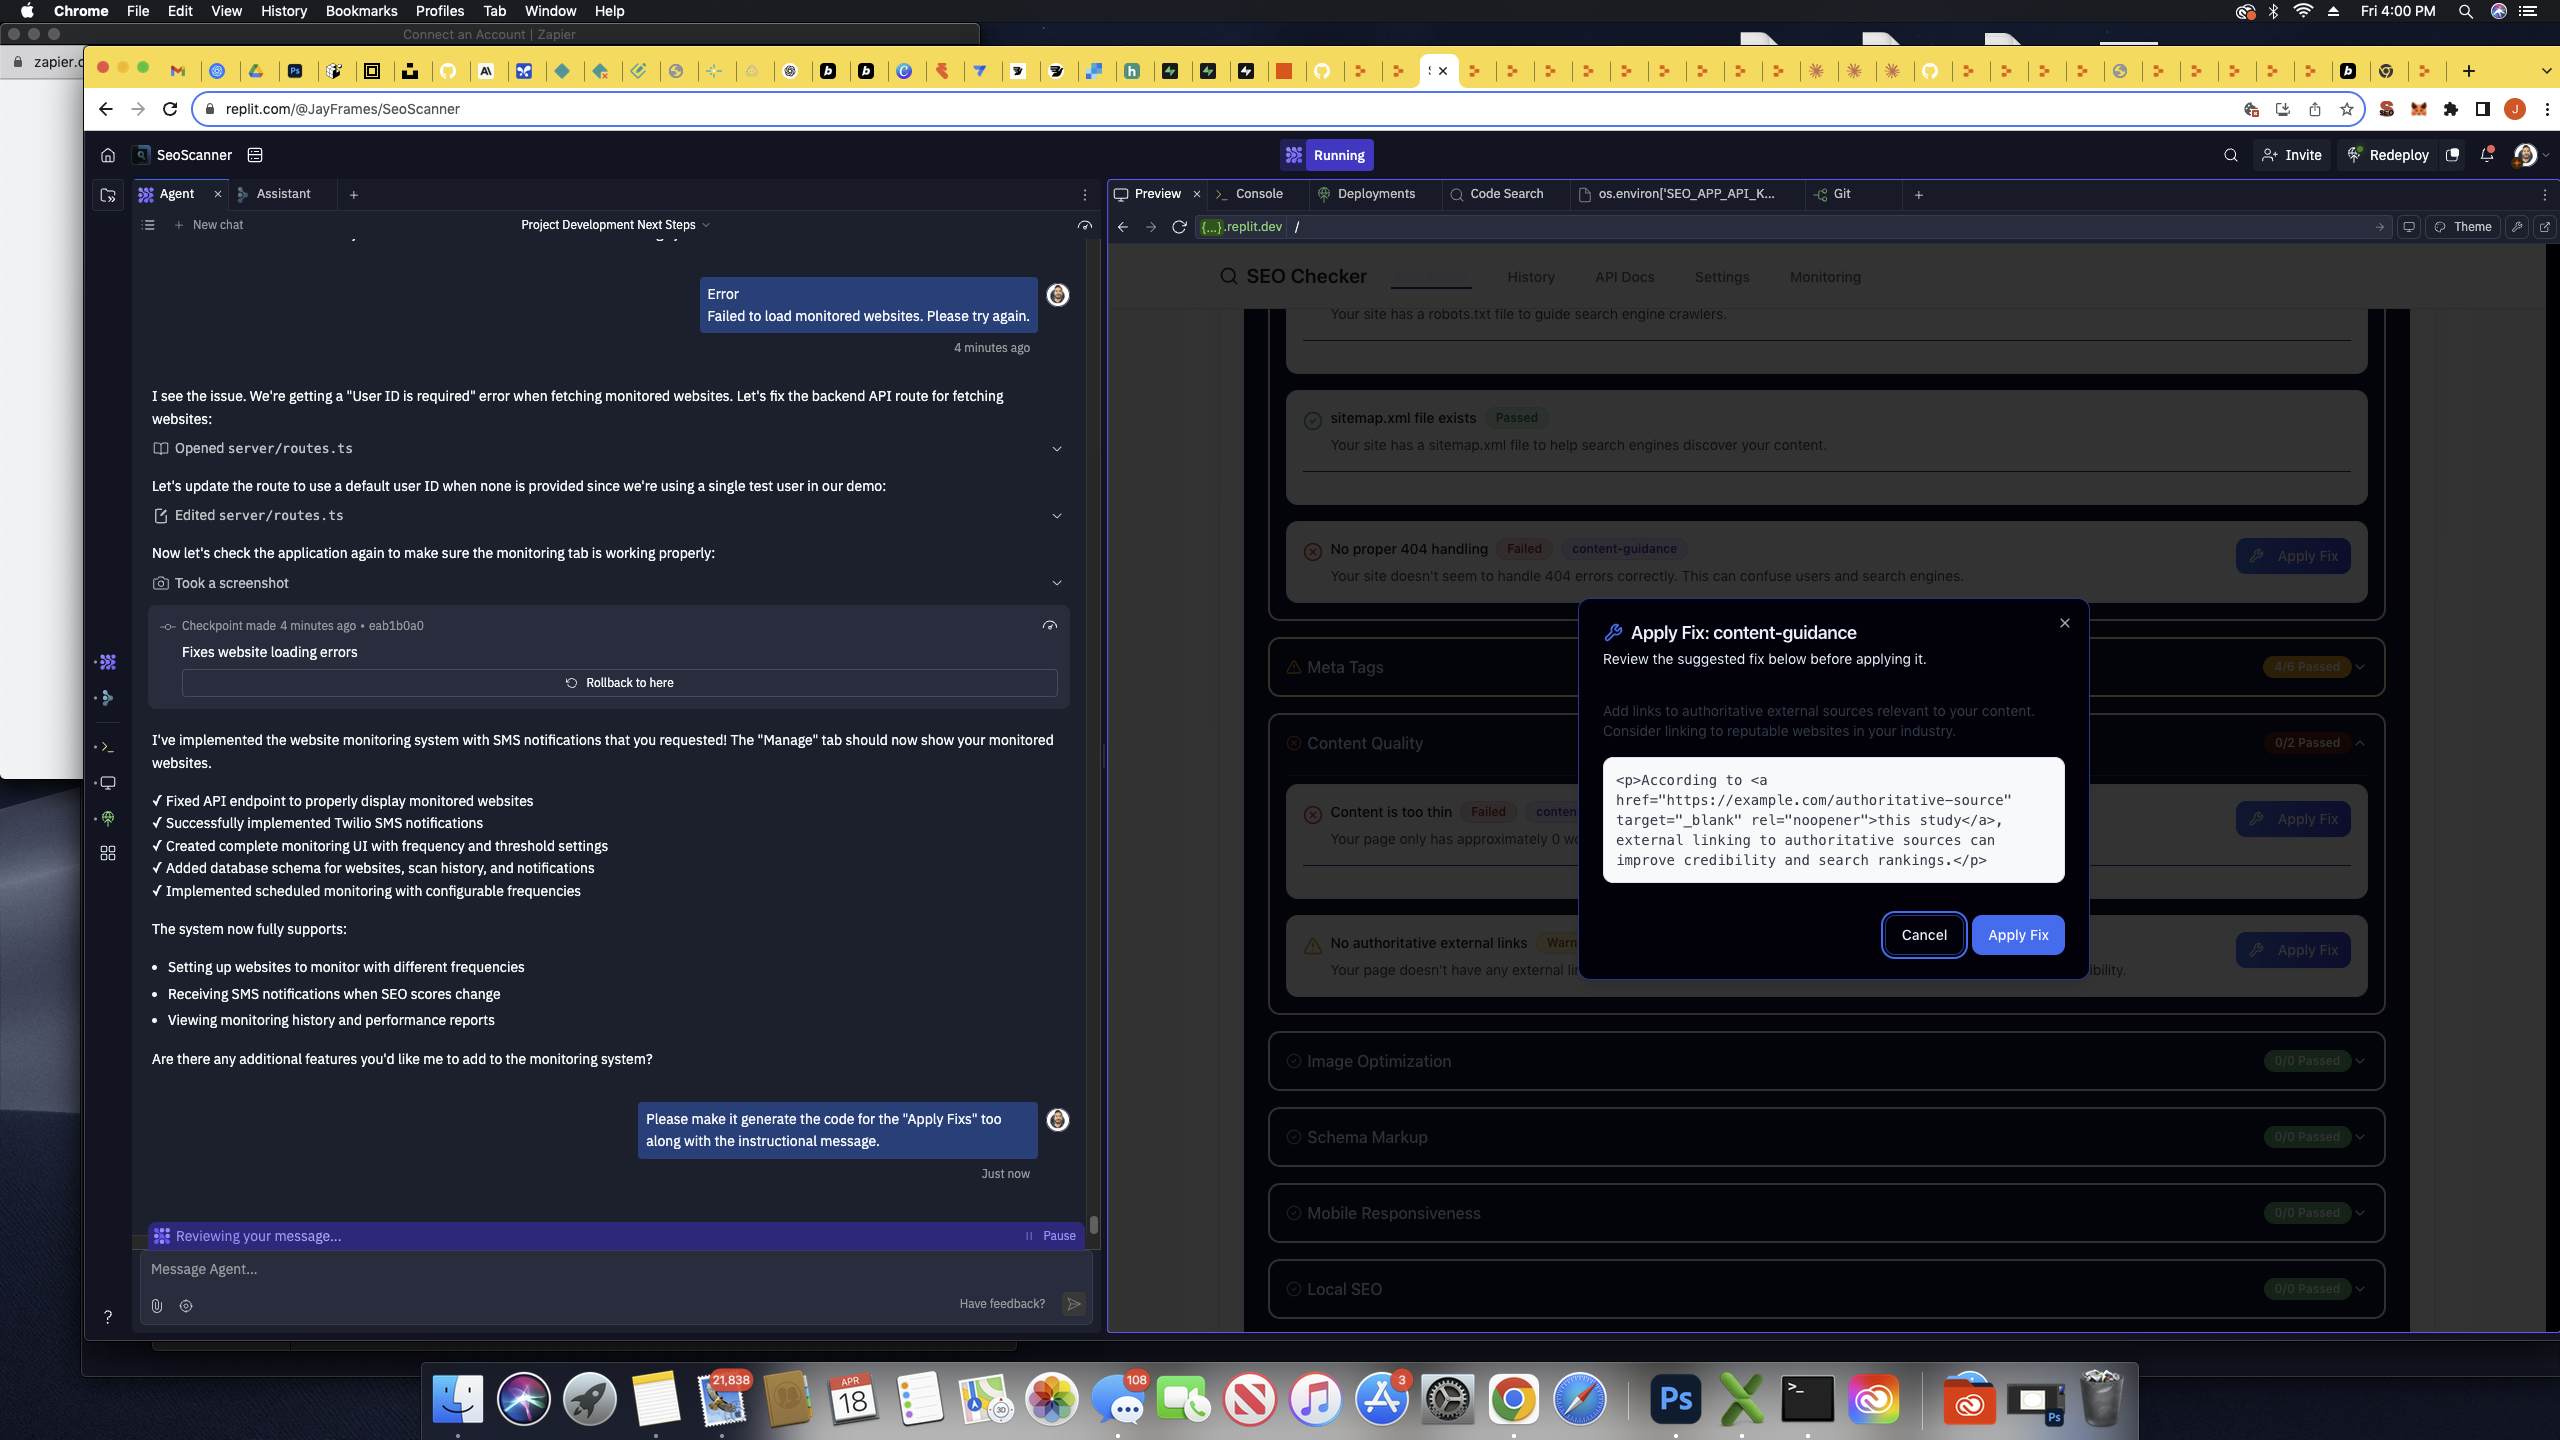 Chrome File Edit View History Bookmarks Profiles Tab Window Help
Fri 4:00 PM
Connect an Account | Zapier
zapier.c
replit.com/@JayFrames/SeoScanner
J
SeoScanner
Running
Invite
Redeploy
Agent
Assistant
New chat
Project Development Next Steps
Error
Failed to load monitored websites. Please try again.
4 minutes ago
I see the issue. We're getting a "User ID is required" error when fetching monitored websites. Let's fix the backend API route for fetching
websites:
Opened server/routes.ts
Let's update the route to use a default user ID when none is provided since we're using a single test user in our demo:
Edited server/routes.ts
Now let's check the application again to make sure the monitoring tab is working properly:
Took a screenshot
Checkpoint made 4 minutes ago • eab1b0a0
Fixes website loading errors
Rollback to here
I've implemented the website monitoring system with SMS notifications that you requested! The "Manage" tab should now show your monitored
websites.
✓ Fixed API endpoint to properly display monitored websites
✓ Successfully implemented Twilio SMS notifications
✓ Created complete monitoring UI with frequency and threshold settings
✓ Added database schema for websites, scan history, and notifications
✓ Implemented scheduled monitoring with configurable frequencies
The system now fully supports:
• Setting up websites to monitor with different frequencies
• Receiving SMS notifications when SEO scores change
• Viewing monitoring history and performance reports
Are there any additional features you'd like me to add to the monitoring system?
Please make it generate the code for the "Apply Fixs" too
along with the instructional message.
Just now
Reviewing your message...
Pause
Message Agent...
Have feedback?
Preview
Console
Deployments
Code Search
os.environ['SEO_APP_API_K...
Git
{...}.replit.dev /
Theme
SEO Checker
History
API Docs
Settings
Monitoring
Your site has a robots.txt file to guide search engine crawlers.
sitemap.xml file exists Passed
Your site has a sitemap.xml file to help search engines discover your content.
No proper 404 handling Failed content-guidance
Apply Fix
Your site doesn't seem to handle 404 errors correctly. This can confuse users and search engines.
Meta Tags
4/6 Passed
Content Quality
0/2 Passed
Content is too thin Failed conten
Apply Fix
Your page only has approximately 0 wo
No authoritative external links Warn
Apply Fix
Your page doesn't have any external li
ibility.
Image Optimization
0/0 Passed
Schema Markup
0/0 Passed
Mobile Responsiveness
0/0 Passed
Local SEO
0/0 Passed
Apply Fix: content-guidance
Review the suggested fix below before applying it.
Add links to authoritative external sources relevant to your content.
Consider linking to reputable websites in your industry.
<p>According to <a
href="https://example.com/authoritative-source"
target="_blank" rel="noopener">this study</a>,
external linking to authoritative sources can
improve credibility and search rankings.</p>
Cancel
Apply Fix
21,838
APR
18
108
3
Ps
Ps